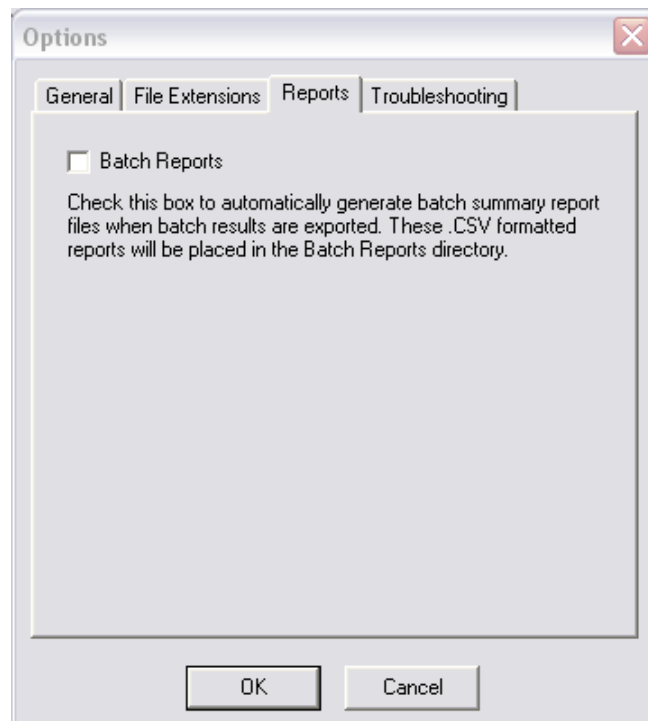 Options
General File Extensions Reports Troubleshooting
Batch Reports
Check this box to automatically generate batch summary report
files when batch results are exported. These .CSV formatted
reports will be placed in the Batch Reports directory.
OK Cancel